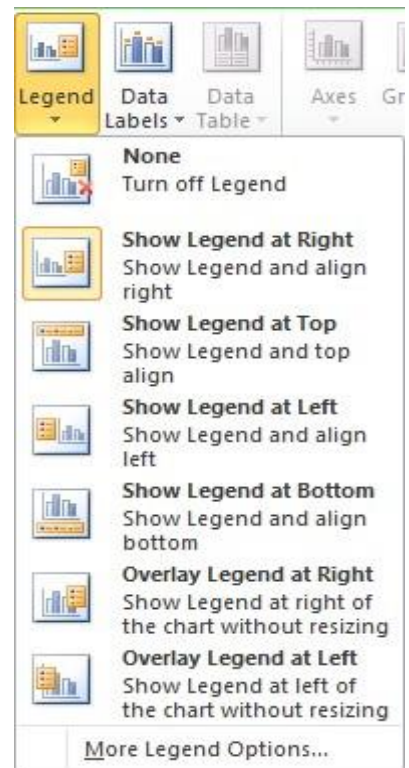 Legend Data Data Axes Gr
Labels Table
None
Turn off Legend
Show Legend at Right
Show Legend and align
right
Show Legend at Top
Show Legend and top
align
Show Legend at Left
Show Legend and align
left
Show Legend at Bottom
Show Legend and align
bottom
Overlay Legend at Right
Show Legend at right of
the chart without resizing
Overlay Legend at Left
Show Legend at left of
the chart without resizing
More Legend Options...